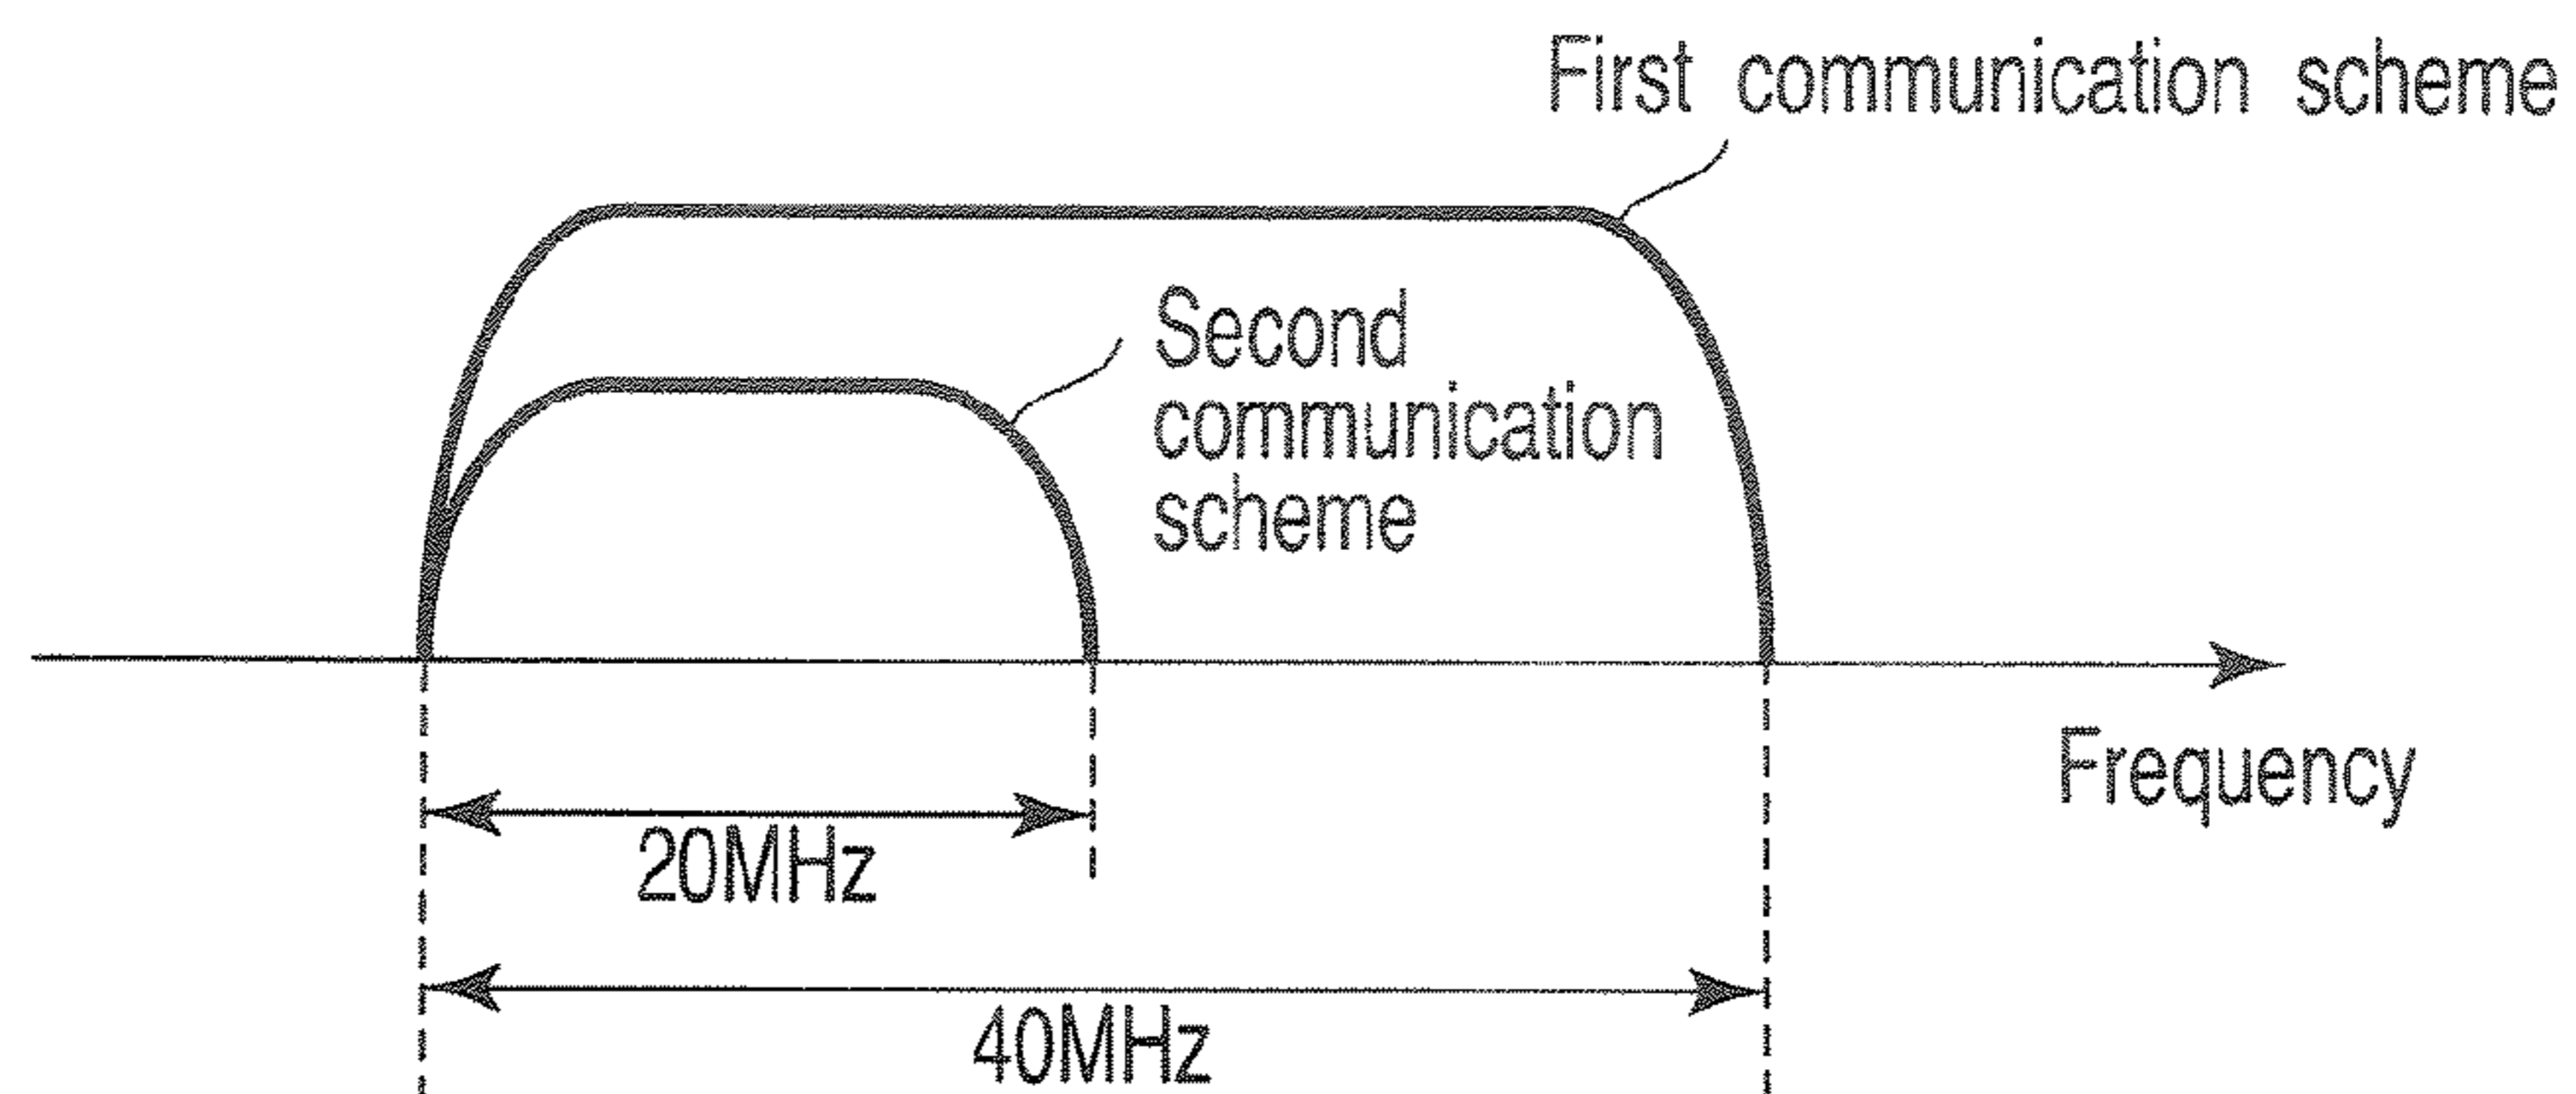 First communication scheme
Second
communication
scheme
Frequency
20MHz
40MHz